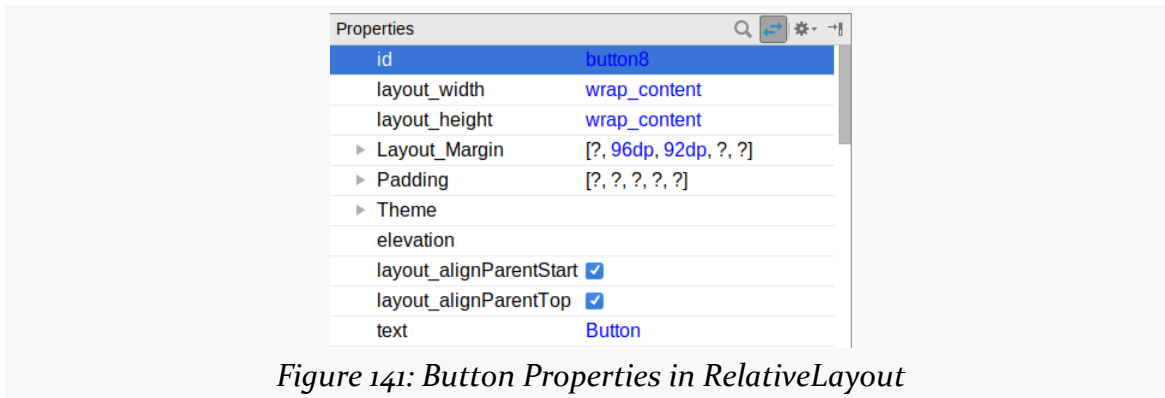 Properties
id button8
layout_width wrap_content
layout_height wrap_content
Layout_Margin [?, 96dp, 92dp, ?, ?]
Padding [?, ?, ?, ?, ?]
Theme
elevation
layout_alignParentStart
layout_alignParentTop
text Button
Figure 141: Button Properties in RelativeLayout